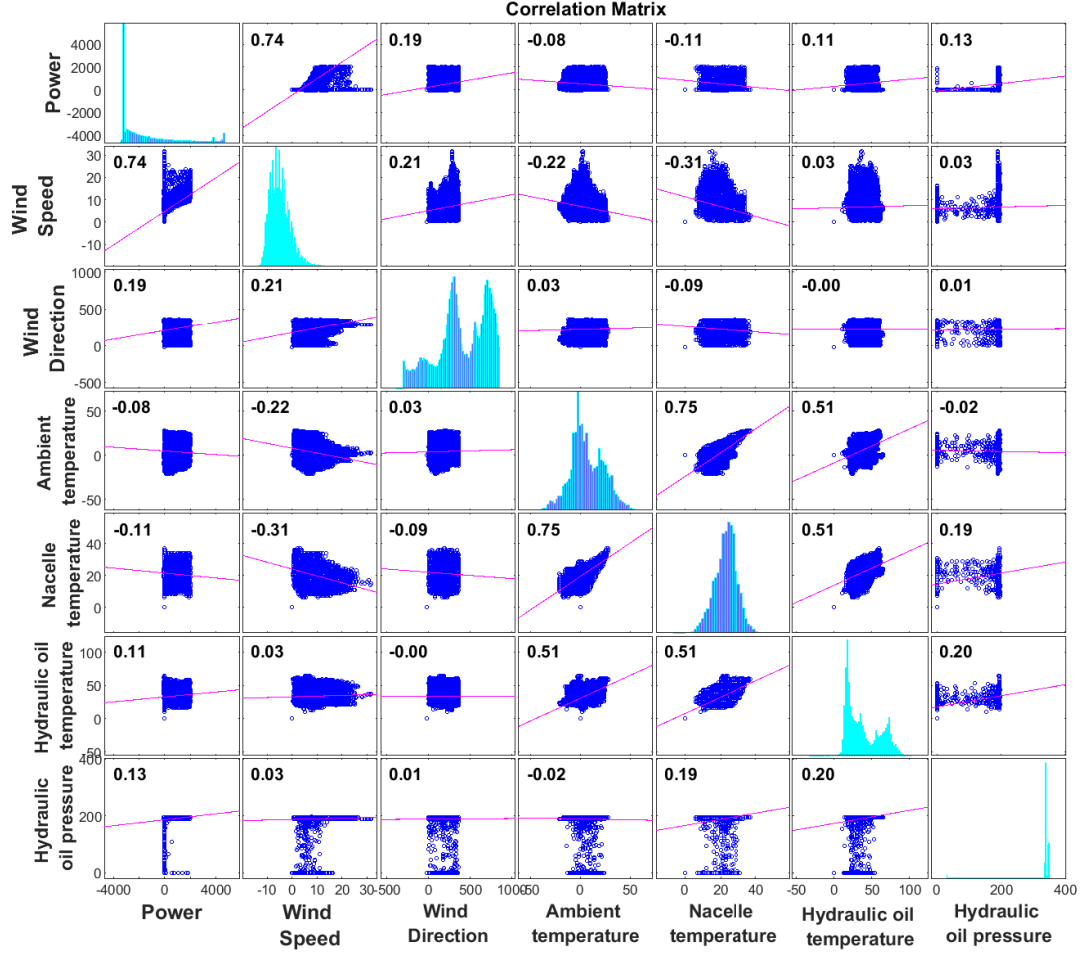 Correlation Matrix
Power
4000
2000
0
-2000
-4000
0.74
0.19
-0.08
-0.11
0.11
0.13
Wind
Speed
30
20
10
0
-10
0.74
0.21
-0.22
-0.31
0.03
0.03
Wind
Direction
1000
500
0
-500
0.19
0.21
0.03
-0.09
-0.00
0.01
Ambient
temperature
50
0
-50
-0.08
-0.22
0.03
0.75
0.51
-0.02
Nacelle
temperature
40
20
0
-0.11
-0.31
-0.09
0.75
0.51
0.19
Hydraulic oil
temperature
100
50
0
-50
0.11
0.03
-0.00
0.51
0.51
0.20
Hydraulic
oil pressure
400
200
0
0.13
0.03
0.01
-0.02
0.19
0.20
-4000 -2000 0 2000 4000
-10 0 10 20 30
-500 0 500 1000
-50 0 50
0 20 40
-50 0 50 100
0 100 200 300 400
Power
Wind
Speed
Wind
Direction
Ambient
temperature
Nacelle
temperature
Hydraulic oil
temperature
Hydraulic
oil pressure